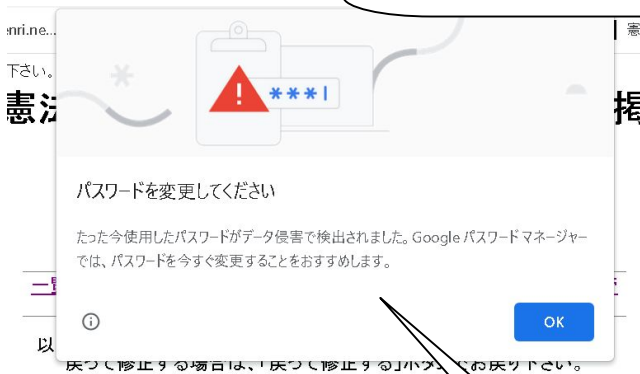 enri.ne...
憲
下さい。
憲法
掲
***
パスワードを変更してください
たった今使用したパスワードがデータ侵害で検出されました。Google パスワード マネージャー
では、パスワードを今すぐ変更することをおすすめします。
一覧
OK
以
戻って修正する場合は、「戻って修正する」ボタンでお戻り下さい。